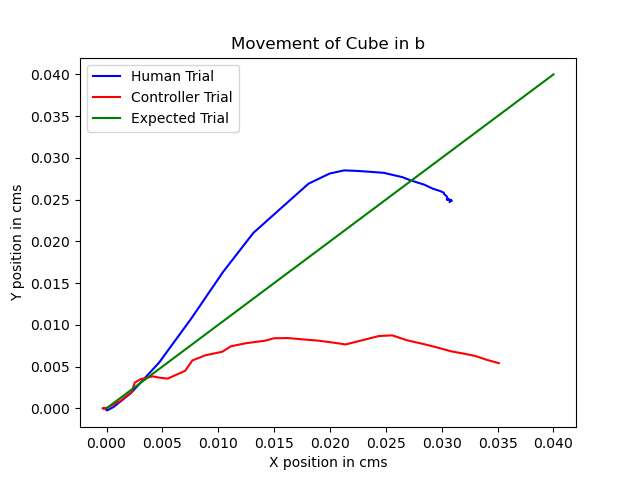 Movement of Cube in b
Human Trial
Controller Trial
Expected Trial
0.040
0.035
0.030
0.025
0.020
0.015
0.010
0.005
0.000
Y position in cms
0.000 0.005 0.010 0.015 0.020 0.025 0.030 0.035 0.040
X position in cms